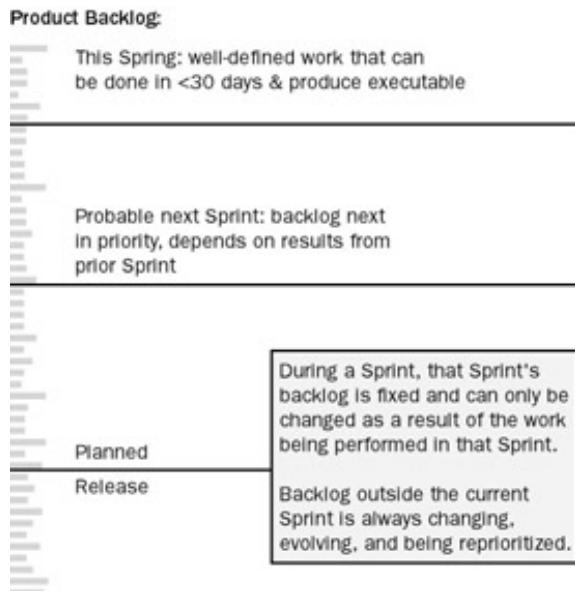 Product Backlog:
This Spring: well-defined work that can
be done in <30 days & produce executable
Probable next Sprint: backlog next
in priority, depends on results from
prior Sprint
Planned
Release
During a Sprint, that Sprint's
backlog is fixed and can only be
changed as a result of the work
being performed in that Sprint.
Backlog outside the current
Sprint is always changing,
evolving, and being reprioritized.